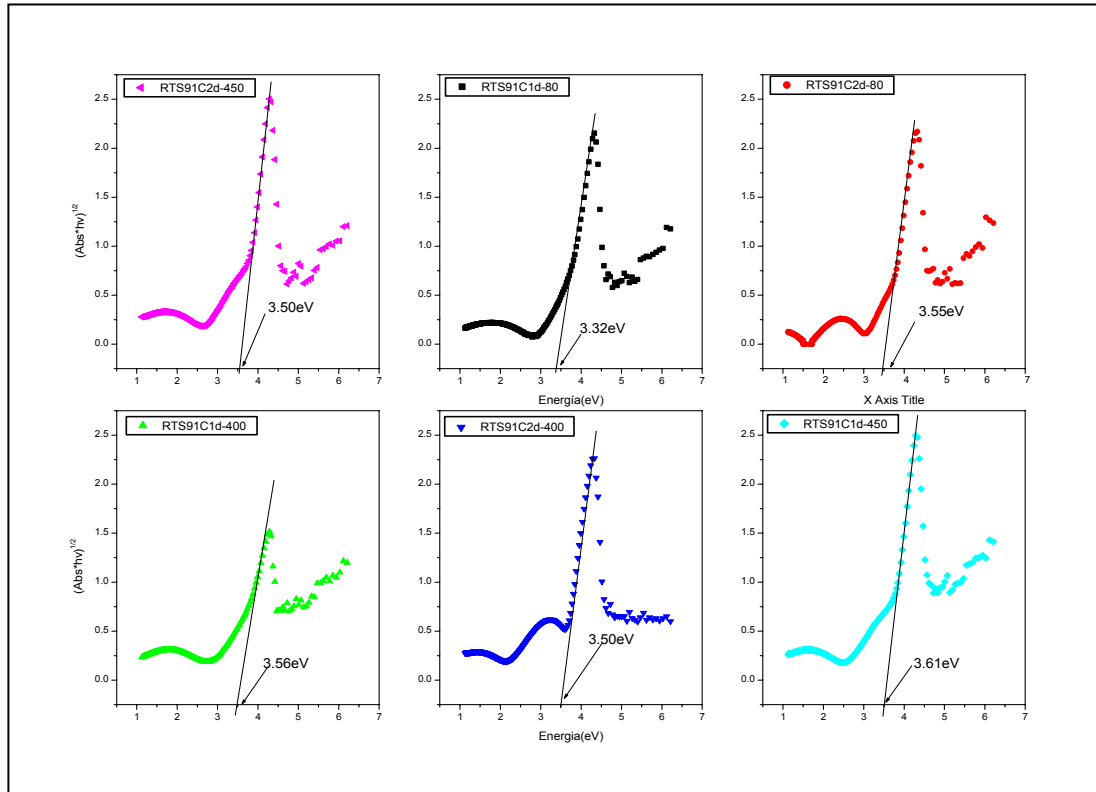 RTS91C2d-450
RTS91C1d-80
RTS91C2d-80
(Abs*hν)^1/2
2.5
2.0
1.5
1.0
0.5
0.0
3.50eV
1 2 3 4 5 6 7
2.5
2.0
1.5
1.0
0.5
0.0
3.32eV
1 2 3 4 5 6 7
Energía(eV)
2.5
2.0
1.5
1.0
0.5
0.0
3.55eV
1 2 3 4 5 6 7
X Axis Title
RTS91C1d-400
RTS91C2d-400
RTS91C1d-450
(Abs*hν)^1/2
2.5
2.0
1.5
1.0
0.5
0.0
3.56eV
1 2 3 4 5 6 7
2.5
2.0
1.5
1.0
0.5
0.0
3.50eV
1 2 3 4 5 6 7
Energia(eV)
2.5
2.0
1.5
1.0
0.5
0.0
3.61eV
1 2 3 4 5 6 7